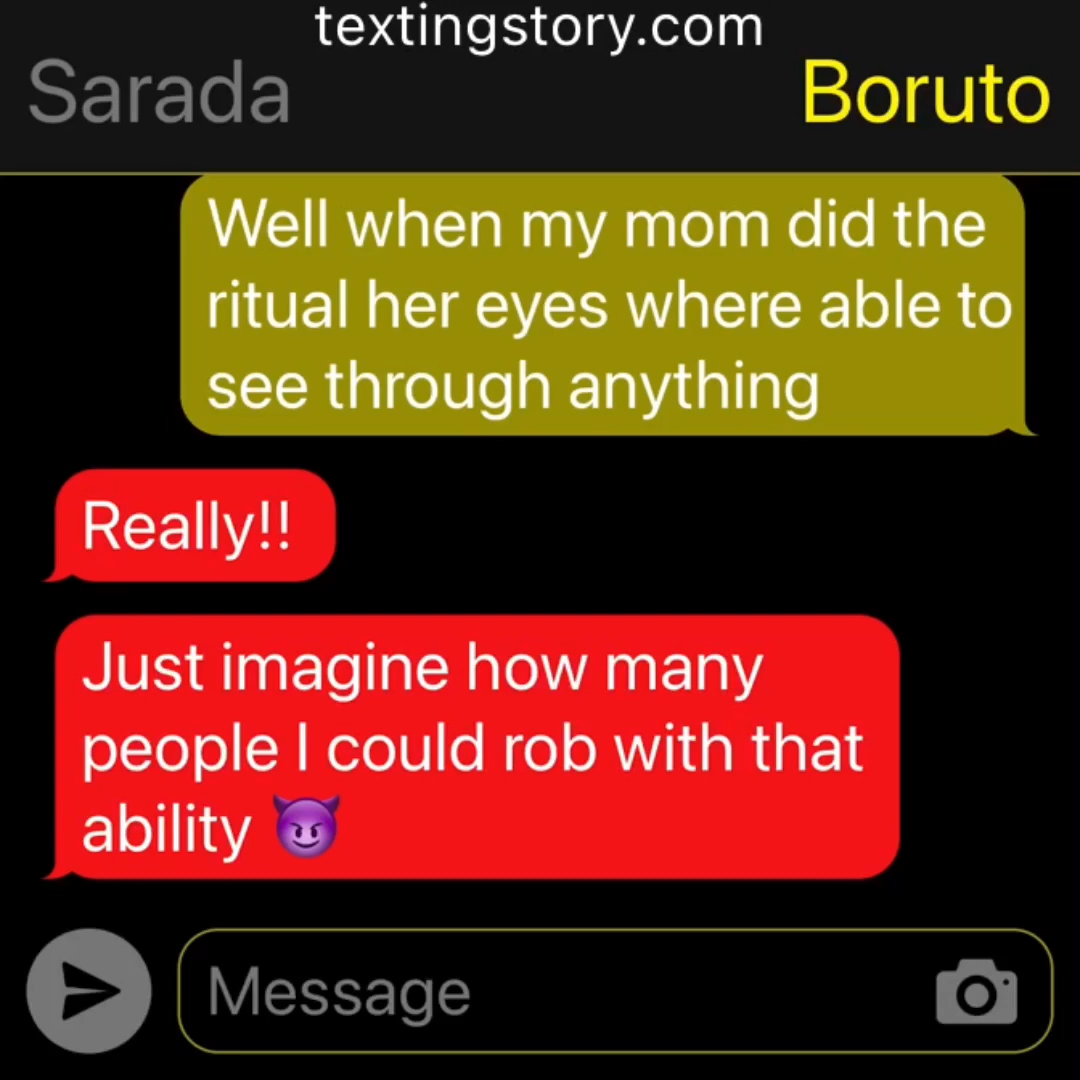 textingstory.com
Sarada
Boruto
Well when my mom did the
ritual her eyes where able to
see through anything
Really!!
Just imagine how many
people I could rob with that
ability 😈
Message